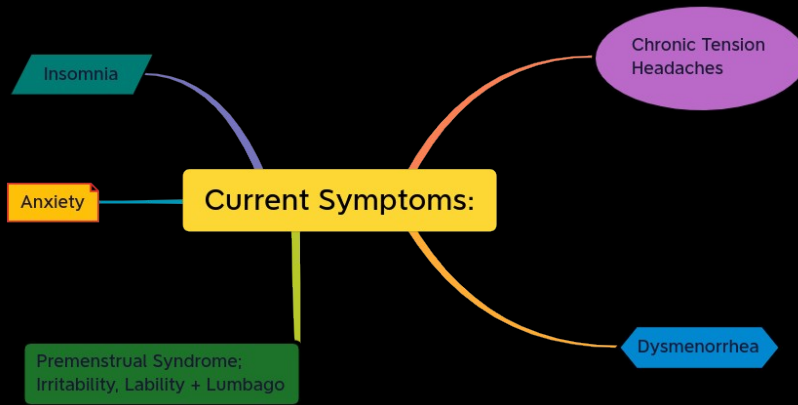 Chronic Tension
Headaches
Insomnia
Current Symptoms:
Anxiety
Dysmenorrhea
Premenstrual Syndrome;
Irritability, Lability + Lumbago